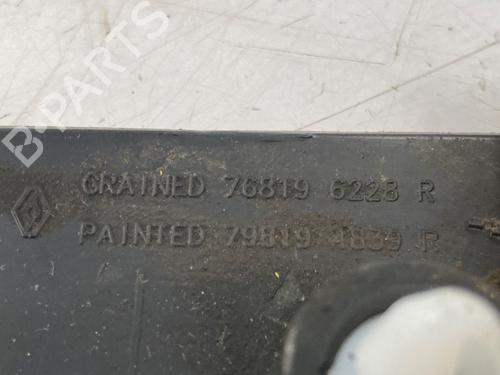 B-PARTS
GRAINED 76819 6228 R
PAINTED 79819 4839 R